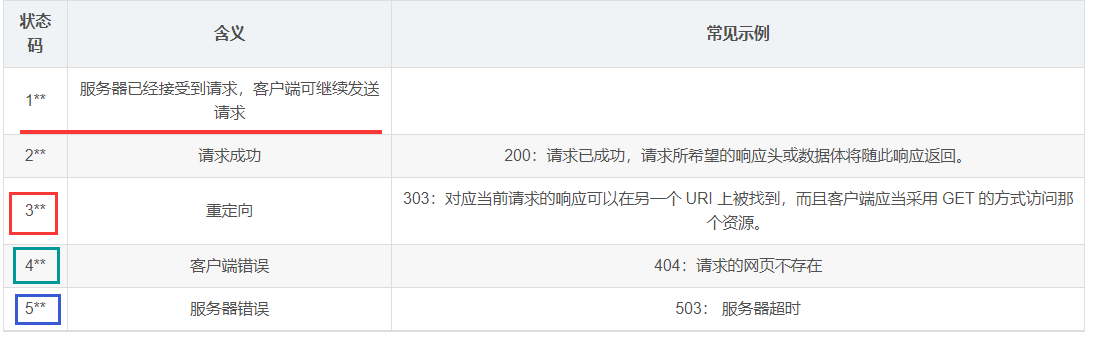 状态
码
含义
常见示例
1**
服务器已经接受到请求，客户端可继续发送
请求
2**
请求成功
200：请求已成功，请求所希望的响应头或数据体将随此响应返回。
3**
重定向
303：对应当前请求的响应可以在另一个 URI 上被找到，而且客户端应当采用 GET 的方式访问那
个资源。
4**
客户端错误
404：请求的网页不存在
5**
服务器错误
503： 服务器超时